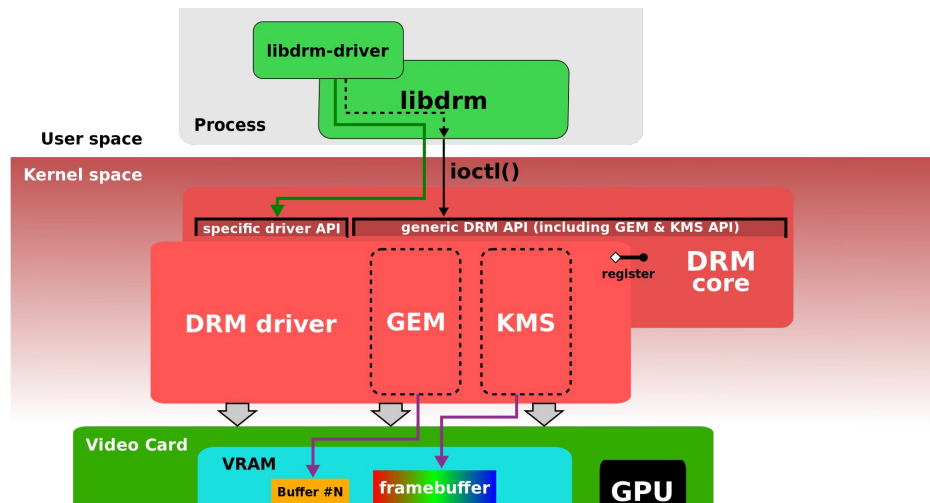 libdrm-driver
libdrm
Process
User space
Kernel space
ioctl()
specific driver API
generic DRM API (including GEM & KMS API)
register
DRM
core
DRM driver
GEM
KMS
Video Card
VRAM
Buffer #N
framebuffer
GPU